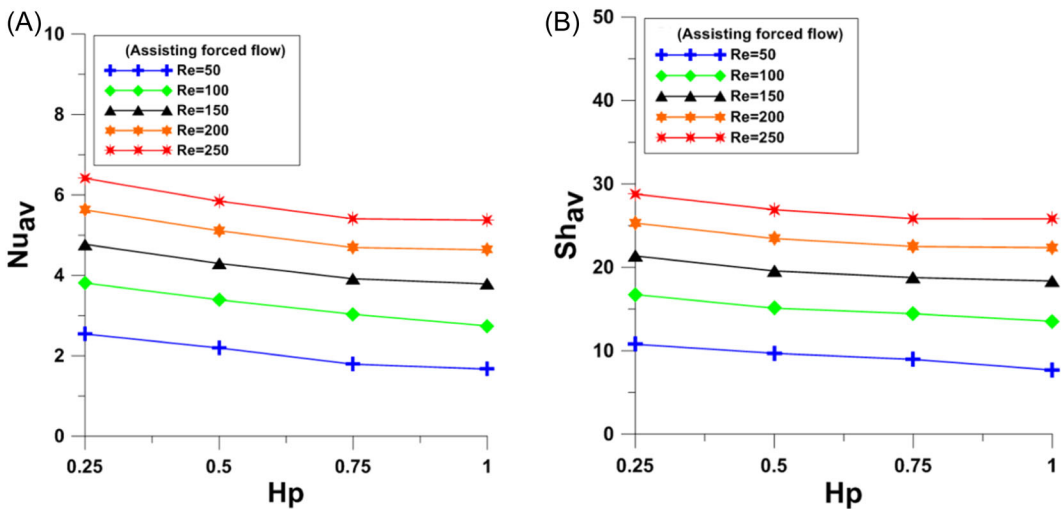 (A)
10
8
6
4
2
0
Nuav
(Assisting forced flow)
Re=50
Re=100
Re=150
Re=200
Re=250
0.25
0.5
0.75
1
Hp
(B)
50
40
30
20
10
0
Shav
(Assisting forced flow)
Re=50
Re=100
Re=150
Re=200
Re=250
0.25
0.5
0.75
1
Hp